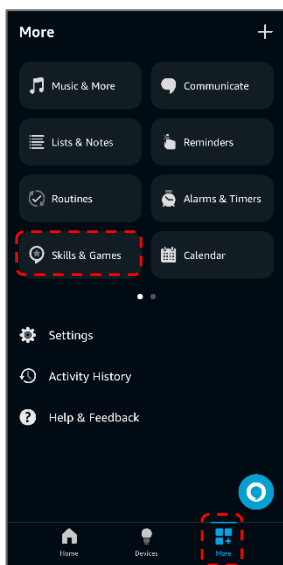 More
Music & More
Communicate
Lists & Notes
Reminders
Routines
Alarms & Timers
Skills & Games
Calendar
Settings
Activity History
Help & Feedback
Home
Devices
More